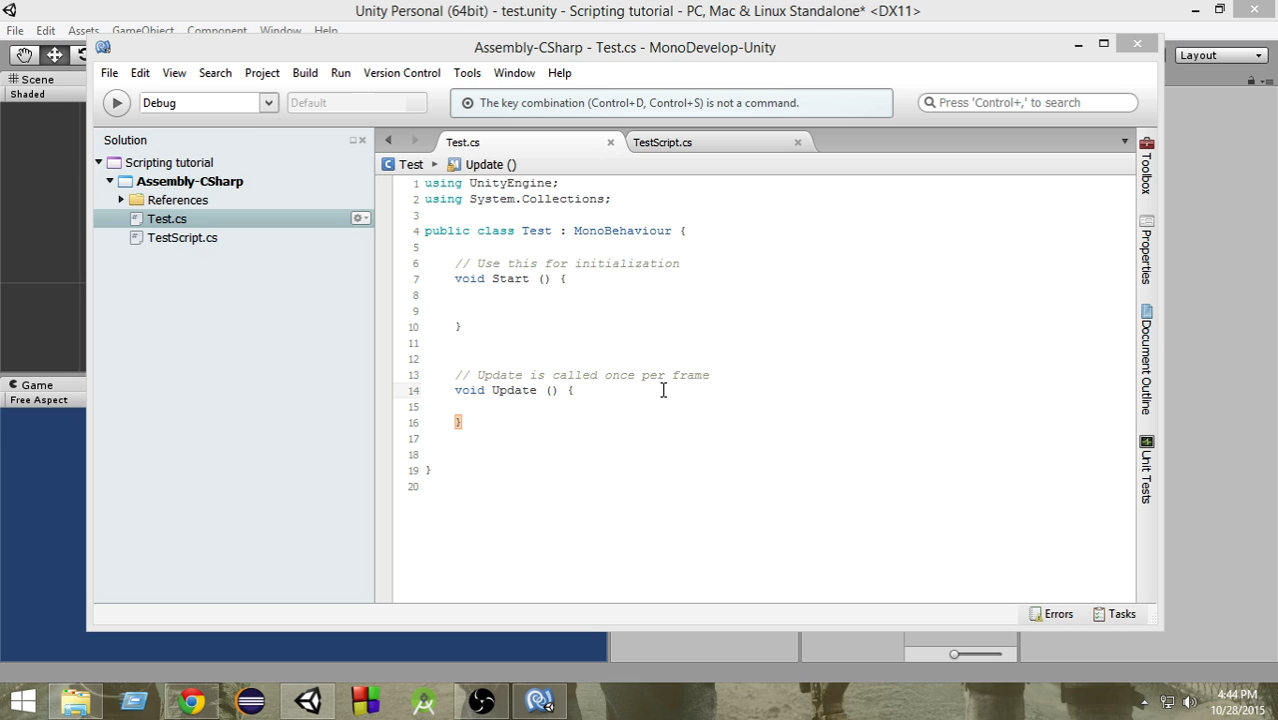 Unity Personal (64bit) - test.unity - Scripting tutorial - PC, Mac & Linux Standalone* <DX11>
File Edit Assets GameObject Component Window Help
Layout
Scene
Shaded
Game
Free Aspect
Assembly-CSharp - Test.cs - MonoDevelop-Unity
File Edit View Search Project Build Run Version Control Tools Window Help
Debug
Default
The key combination (Control+D, Control+S) is not a command.
Press 'Control+,' to search
Solution
Scripting tutorial
Assembly-CSharp
References
Test.cs
TestScript.cs
Test.cs
TestScript.cs
Test
Update ()
1 using UnityEngine;
2 using System.Collections;
3
4 public class Test : MonoBehaviour {
5
6 // Use this for initialization
7 void Start () {
8
9
10 }
11
12
13 // Update is called once per frame
14 void Update () {
15
16 }
17
18
19 }
20
Toolbox
Properties
Document Outline
Unit Tests
Errors
Tasks
4:44 PM
10/28/2015